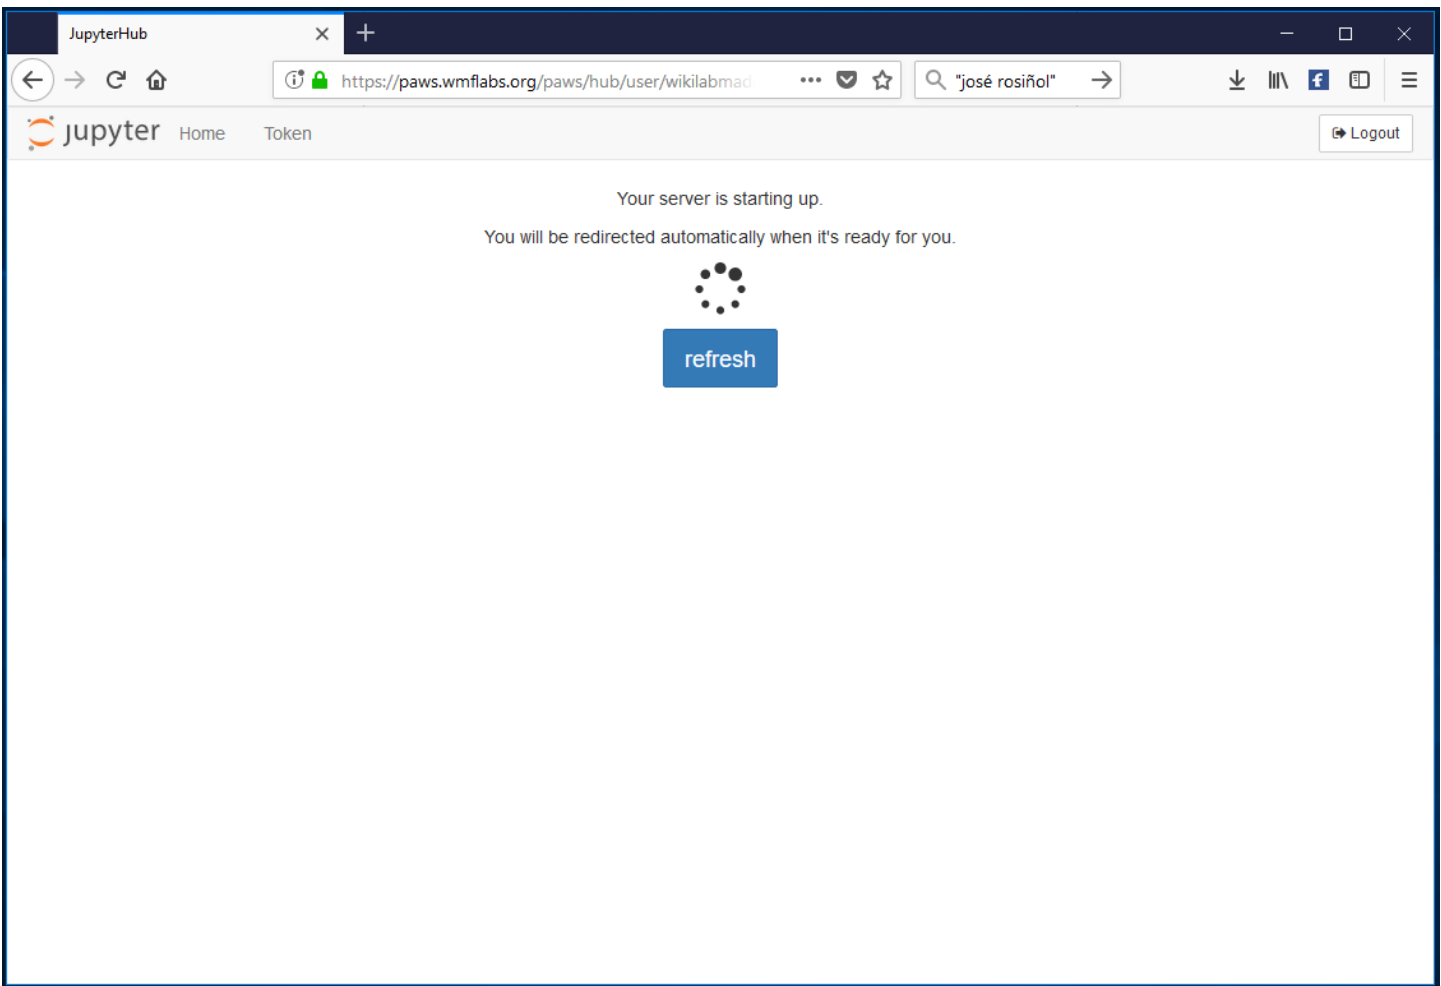 JupyterHub
https://paws.wmflabs.org/paws/hub/user/wikilabmad
"josé rosiñol"
jupyter Home Token Logout
Your server is starting up.
You will be redirected automatically when it's ready for you.
refresh